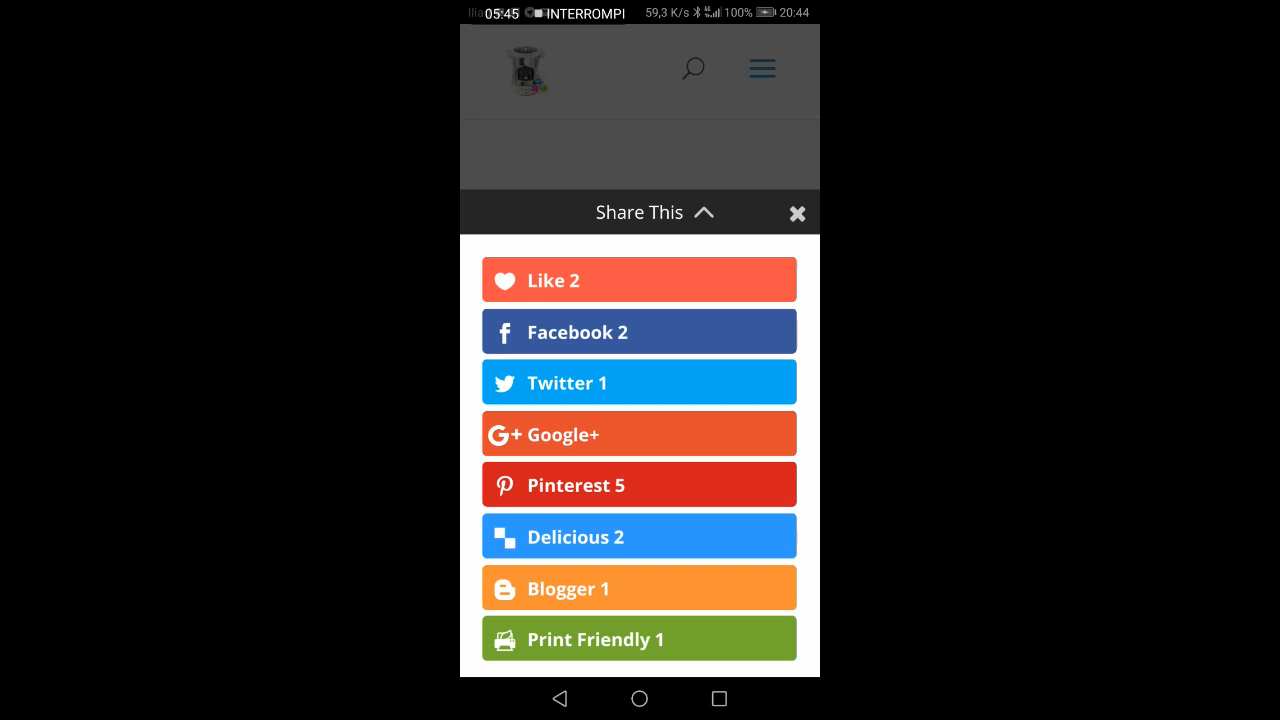 05:45 INTERROMPI 59,3 K/s 100% 20:44
Share This
Like 2
Facebook 2
Twitter 1
G+ Google+
Pinterest 5
Delicious 2
Blogger 1
Print Friendly 1